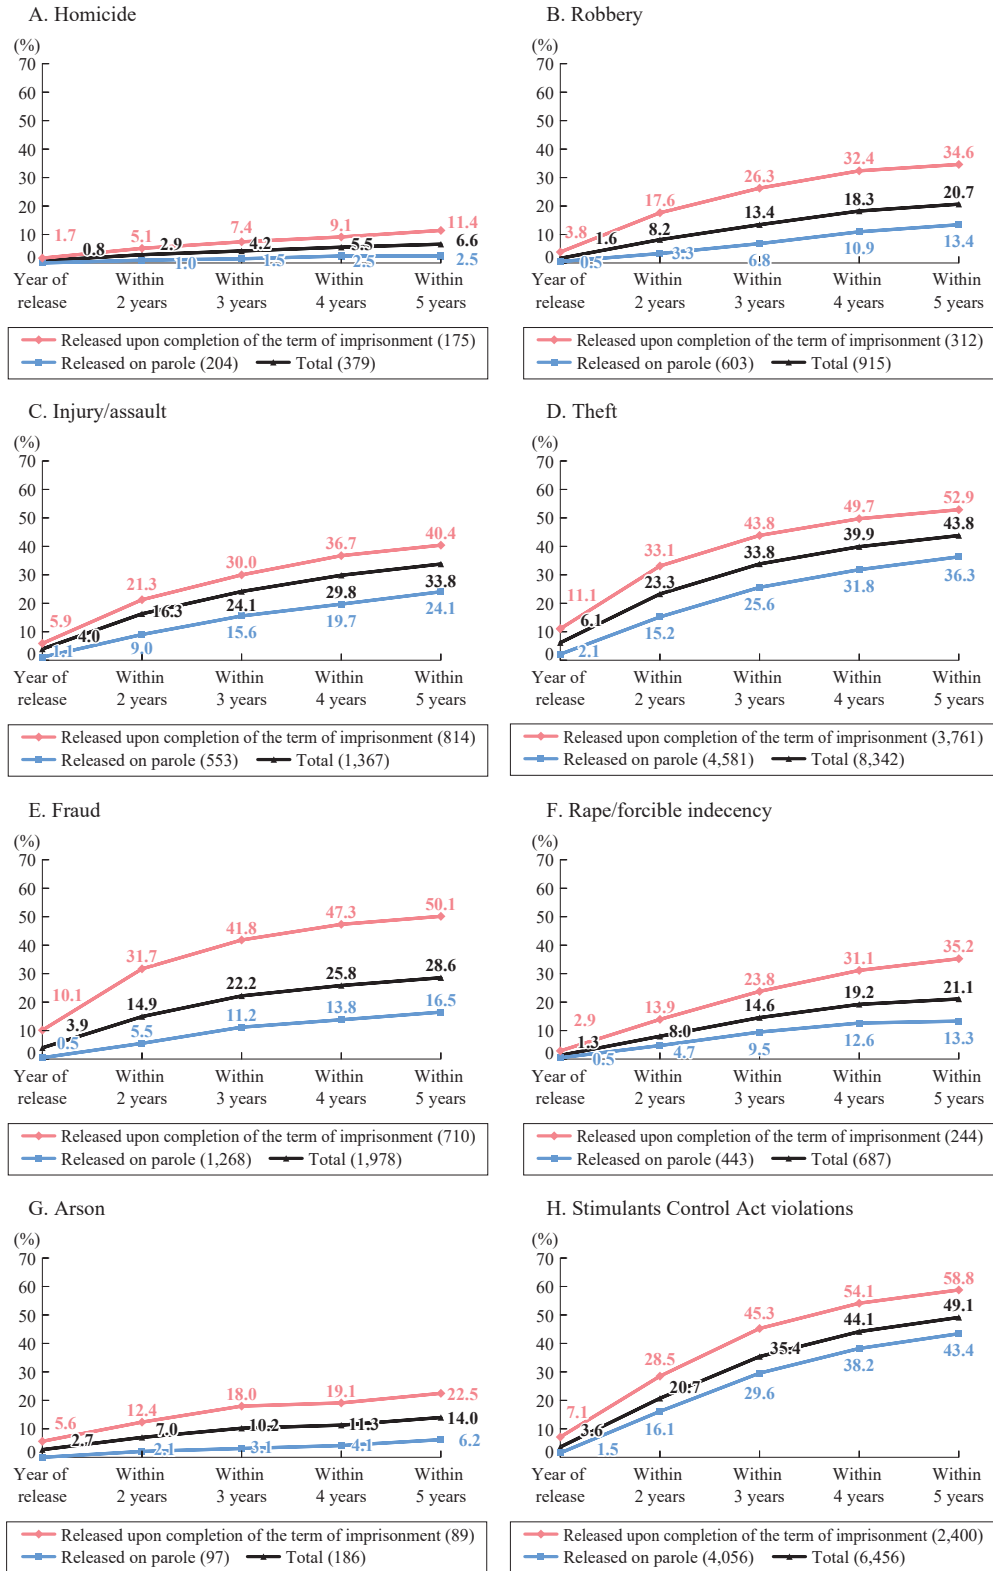 A. Homicide
(%)
70
60
50
40
30
20
10
0
1.7
5.1
7.4
9.1
11.4
0.8
2.9
4.2
5.5
6.6
1.0
1.5
2.5
2.5
Year of release
Within 2 years
Within 3 years
Within 4 years
Within 5 years
Released upon completion of the term of imprisonment (175)
Released on parole (204) Total (379)
B. Robbery
(%)
70
60
50
40
30
20
10
0
3.8
17.6
26.3
32.4
34.6
1.6
8.2
13.4
18.3
20.7
0.5
3.3
6.8
10.9
13.4
Year of release
Within 2 years
Within 3 years
Within 4 years
Within 5 years
Released upon completion of the term of imprisonment (312)
Released on parole (603) Total (915)
C. Injury/assault
(%)
70
60
50
40
30
20
10
0
5.9
21.3
30.0
36.7
40.4
4.0
16.3
24.1
29.8
33.8
1.1
9.0
15.6
19.7
24.1
Year of release
Within 2 years
Within 3 years
Within 4 years
Within 5 years
Released upon completion of the term of imprisonment (814)
Released on parole (553) Total (1,367)
D. Theft
(%)
70
60
50
40
30
20
10
0
11.1
33.1
43.8
49.7
52.9
6.1
23.3
33.8
39.9
43.8
2.1
15.2
25.6
31.8
36.3
Year of release
Within 2 years
Within 3 years
Within 4 years
Within 5 years
Released upon completion of the term of imprisonment (3,761)
Released on parole (4,581) Total (8,342)
E. Fraud
(%)
70
60
50
40
30
20
10
0
10.1
31.7
41.8
47.3
50.1
3.9
14.9
22.2
25.8
28.6
0.5
5.5
11.2
13.8
16.5
Year of release
Within 2 years
Within 3 years
Within 4 years
Within 5 years
Released upon completion of the term of imprisonment (710)
Released on parole (1,268) Total (1,978)
F. Rape/forcible indecency
(%)
70
60
50
40
30
20
10
0
2.9
13.9
23.8
31.1
35.2
1.3
8.0
14.6
19.2
21.1
0.5
4.7
9.5
12.6
13.3
Year of release
Within 2 years
Within 3 years
Within 4 years
Within 5 years
Released upon completion of the term of imprisonment (244)
Released on parole (443) Total (687)
G. Arson
(%)
70
60
50
40
30
20
10
0
5.6
12.4
18.0
19.1
22.5
2.7
7.0
10.2
11.3
14.0
2.1
3.1
4.1
6.2
Year of release
Within 2 years
Within 3 years
Within 4 years
Within 5 years
Released upon completion of the term of imprisonment (89)
Released on parole (97) Total (186)
H. Stimulants Control Act violations
(%)
70
60
50
40
30
20
10
0
7.1
28.5
45.3
54.1
58.8
3.6
20.7
35.4
44.1
49.1
1.5
16.1
29.6
38.2
43.4
Year of release
Within 2 years
Within 3 years
Within 4 years
Within 5 years
Released upon completion of the term of imprisonment (2,400)
Released on parole (4,056) Total (6,456)